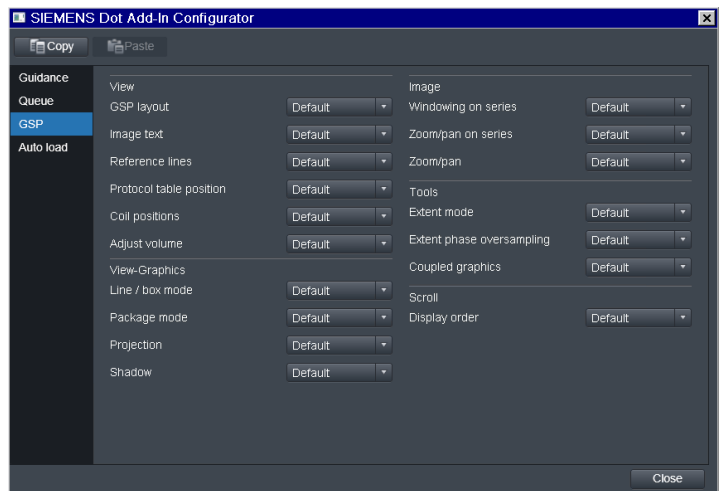 SIEMENS Dot Add-In Configurator
Copy
Paste
Guidance
Queue
GSP
Auto load
View
GSP layout Default
Image text Default
Reference lines Default
Protocol table position Default
Coil positions Default
Adjust volume Default
View-Graphics
Line / box mode Default
Package mode Default
Projection Default
Shadow Default
Image
Windowing on series Default
Zoom/pan on series Default
Zoom/pan Default
Tools
Extent mode Default
Extent phase oversampling Default
Coupled graphics Default
Scroll
Display order Default
Close